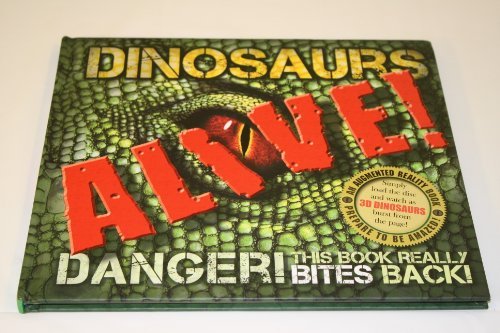 DINOSAURS
ALIVE!
AN AUGMENTED REALITY BOOK
Simply
load the disc
and watch as
3D DINOSAURS
burst from
the page!
PREPARE TO BE AMAZED!
DANGER! THIS BOOK REALLY
BITES BACK!